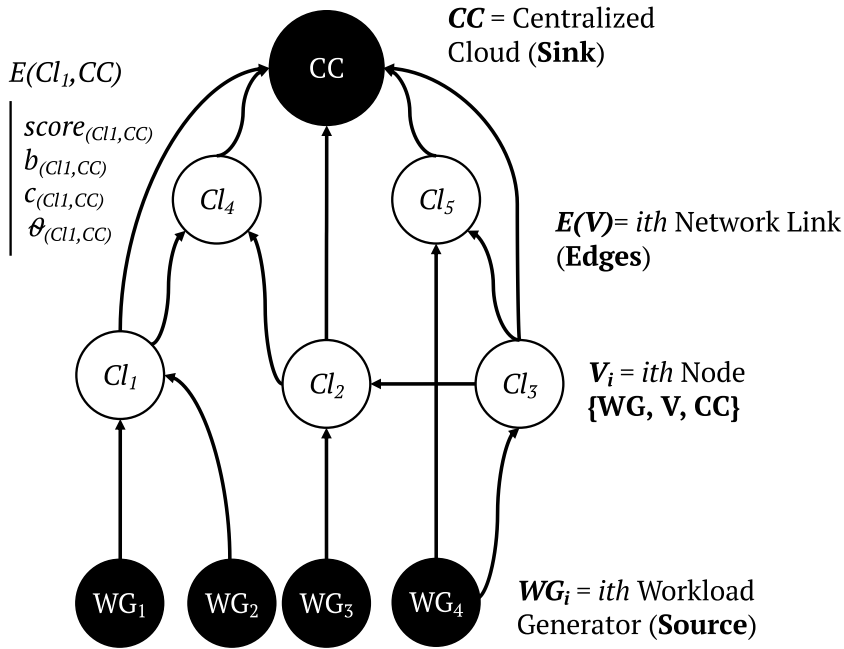 CC = Centralized
Cloud (Sink)
CC
E(Cl₁,CC)
score(Cl1,CC)
b(Cl1,CC)
c(Cl1,CC)
ϑ(Cl1,CC)
Cl₄
Cl₅
E(V)= ith Network Link
(Edges)
Cl₁
Cl₂
Cl₃
Vᵢ = ith Node
{WG, V, CC}
WG₁
WG₂
WG₃
WG₄
WGᵢ = ith Workload
Generator (Source)